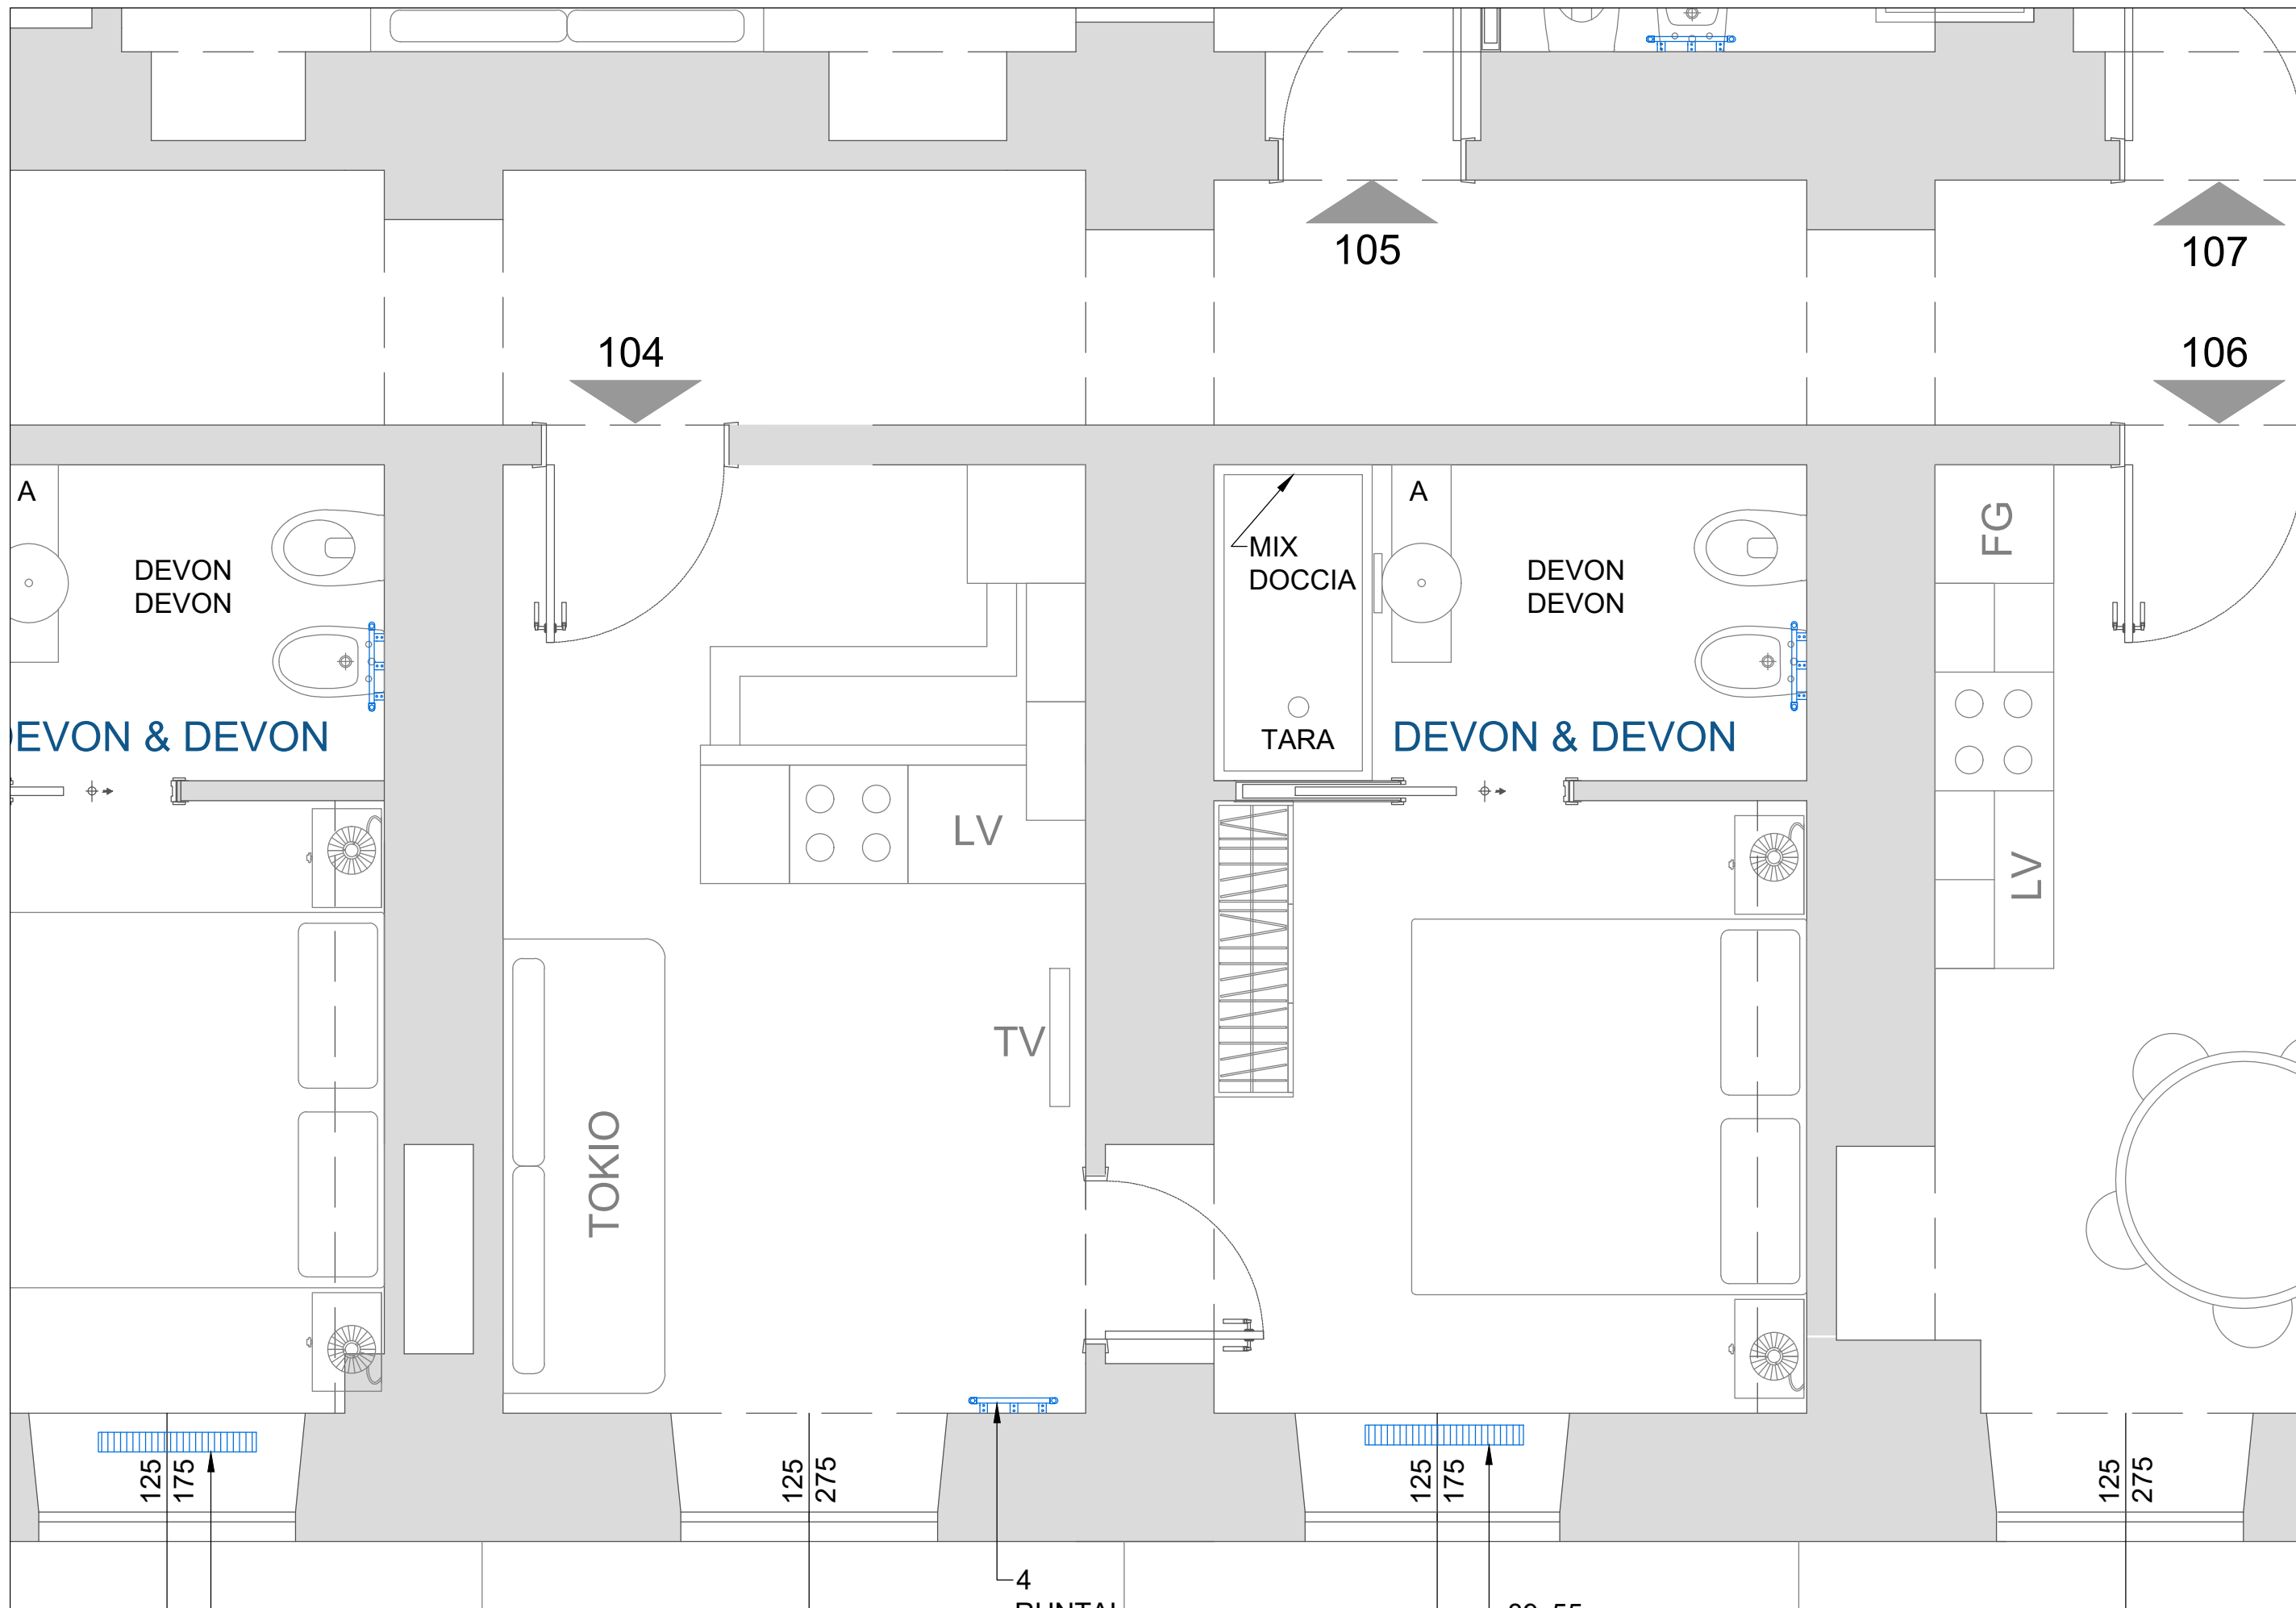 105
107
104
106
A
DEVON
DEVON
MIX
DOCCIA
A
DEVON
DEVON
FG
EVON & DEVON
TARA
DEVON & DEVON
LV
LV
TV
TOKIO
125
175
125
275
125
175
125
275
4